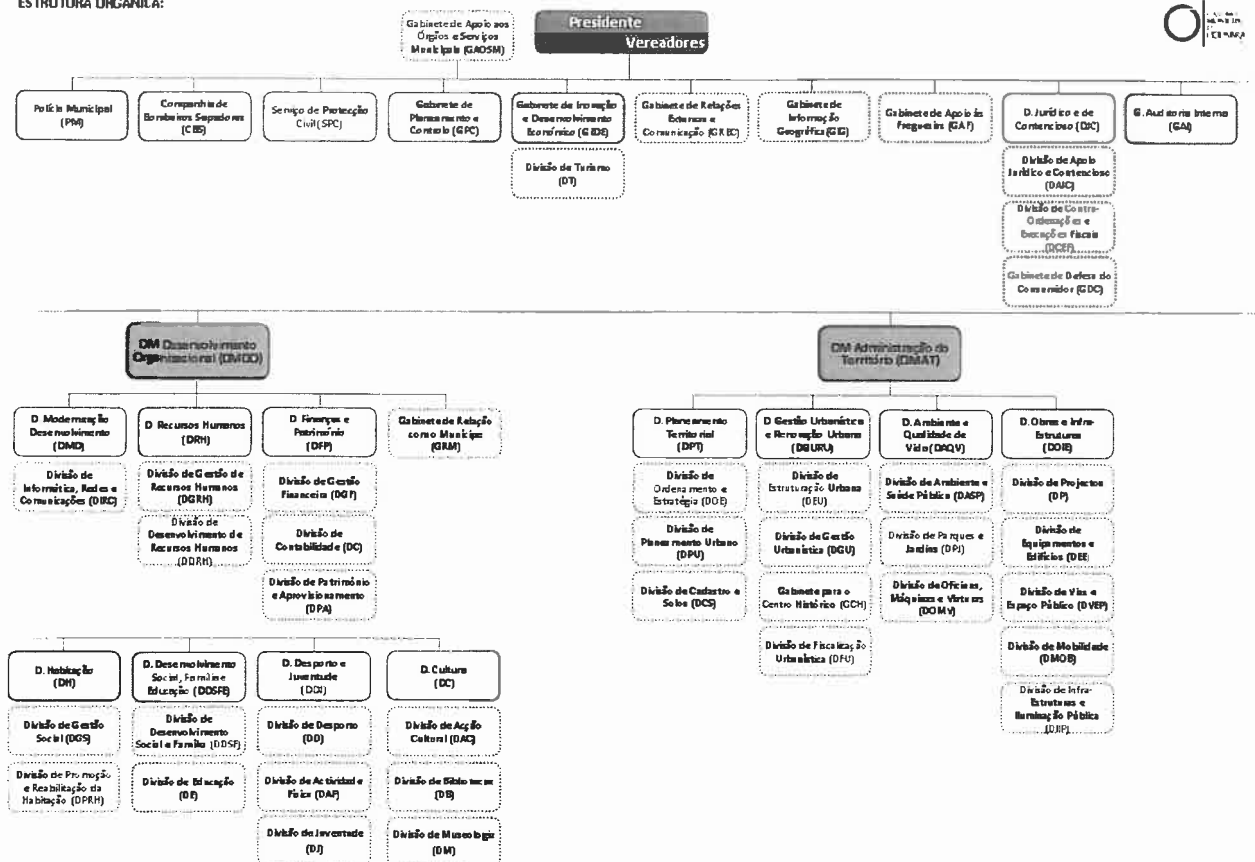 ESTRUTURA ORGÂNICA:
Gabinete de Apoio aos
Órgãos e Serviços
Municipais (GAOSM)
Presidente
Vereadores
Polícia Municipal
(PM)
Companhia de
Bombeiros Sapadores
(CBS)
Serviço de Protecção
Civil (SPC)
Gabinete de
Planeamento e
Controlo (GPC)
Gabinete de Inovação
e Desenvolvimento
Económico (GIDE)
Gabinete de Relações
Externas e
Comunicação (GREC)
Gabinete de
Informação
Geográfica (GIG)
Gabinete de Apoio às
Freguesias (GAF)
D. Jurídico e de
Contencioso (DJC)
G. Auditoria Interna
(GAI)
Divisão de Turismo
(DT)
Divisão de Apoio
Jurídico e Contencioso
(DAJC)
Divisão de Contra-
Ordenações e
Execuções Fiscais
(DCEF)
Gabinete de Defesa do
Consumidor (GDC)
DM Desenvolvimento
Organizacional (DMDO)
DM Administração do
Território (DMAT)
D. Modernização
Desenvolvimento
(DMD)
D. Recursos Humanos
(DRH)
D. Finanças e
Património
(DFP)
Gabinete de Relação
com o Munícipe
(GRM)
Divisão de
Informática, Redes e
Comunicações (DIRC)
Divisão de Gestão de
Recursos Humanos
(DGRH)
Divisão de
Desenvolvimento de
Recursos Humanos
(DDRH)
Divisão de Gestão
Financeira (DGF)
Divisão de
Contabilidade (DC)
Divisão de Património
e Aprovisionamento
(DPA)
D. Planeamento
Territorial
(DPT)
D. Gestão Urbanística
e Renovação Urbana
(DGURU)
D. Ambiente e
Qualidade de
Vida (DAQV)
D. Obras e Infra-
Estruturas
(DOIE)
Divisão de
Ordenamento e
Estratégia (DOE)
Divisão de
Planeamento Urbano
(DPU)
Divisão de Cadastro e
Solos (DCS)
Divisão de
Estruturação Urbana
(DEU)
Divisão de Gestão
Urbanística (DGU)
Gabinete para o
Centro Histórico (GCH)
Divisão de Fiscalização
Urbanística (DFU)
Divisão de Ambiente e
Saúde Pública (DASP)
Divisão de Parques e
Jardins (DPJ)
Divisão de Oficinas,
Máquinas e Viaturas
(DOMV)
Divisão de Projectos
(DP)
Divisão de
Equipamentos e
Edifícios (DEE)
Divisão de Vias e
Espaço Público (DVEP)
Divisão de Mobilidade
(DMOB)
Divisão de Infra-
Estruturas e
Iluminação Pública
(DIIP)
D. Habitação
(DH)
D. Desenvolvimento
Social, Família e
Educação (DDSFE)
D. Desporto e
Juventude
(DDJ)
D. Cultura
(DC)
Divisão de Gestão
Social (DGS)
Divisão de Promoção
e Reabilitação da
Habitação (DPRH)
Divisão de
Desenvolvimento
Social e Família (DDSF)
Divisão de Educação
(DE)
Divisão de Desporto
(DD)
Divisão de Actividade
Física (DAF)
Divisão da Juventude
(DJ)
Divisão de Acção
Cultural (DAC)
Divisão de Bibliotecas
(DB)
Divisão de Museologia
(DM)